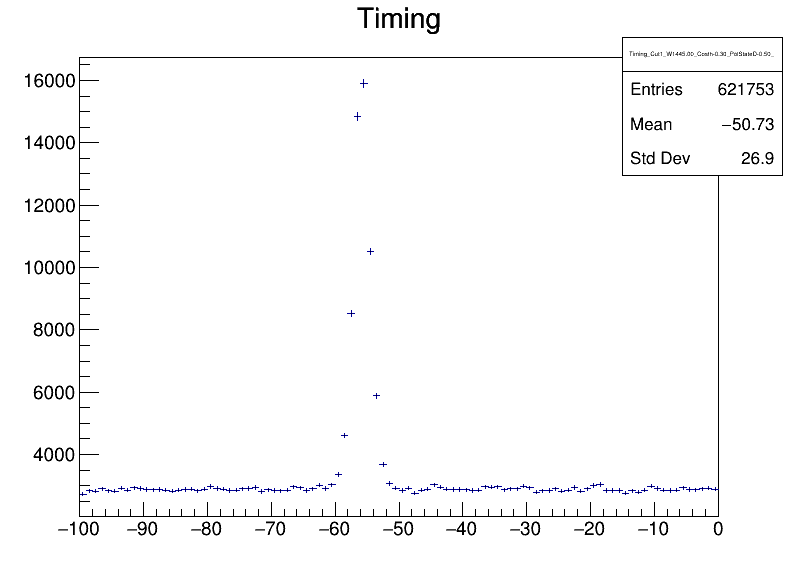 Timing
Timing_Cut1_W1445.00_Costh-0.30_PolStateD-0.50_
Entries 621753
Mean −50.73
Std Dev 26.9
16000
14000
12000
10000
8000
6000
4000
−100 −90 −80 −70 −60 −50 −40 −30 −20 −10 0